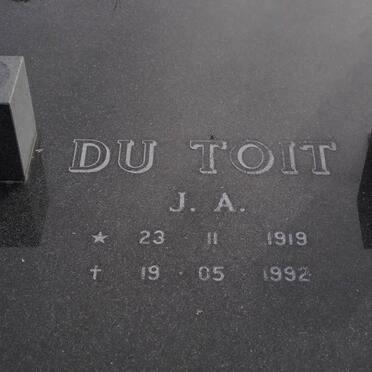 DU TOIT
J. A.
★ 23 11 1919
✝ 19 05 1992